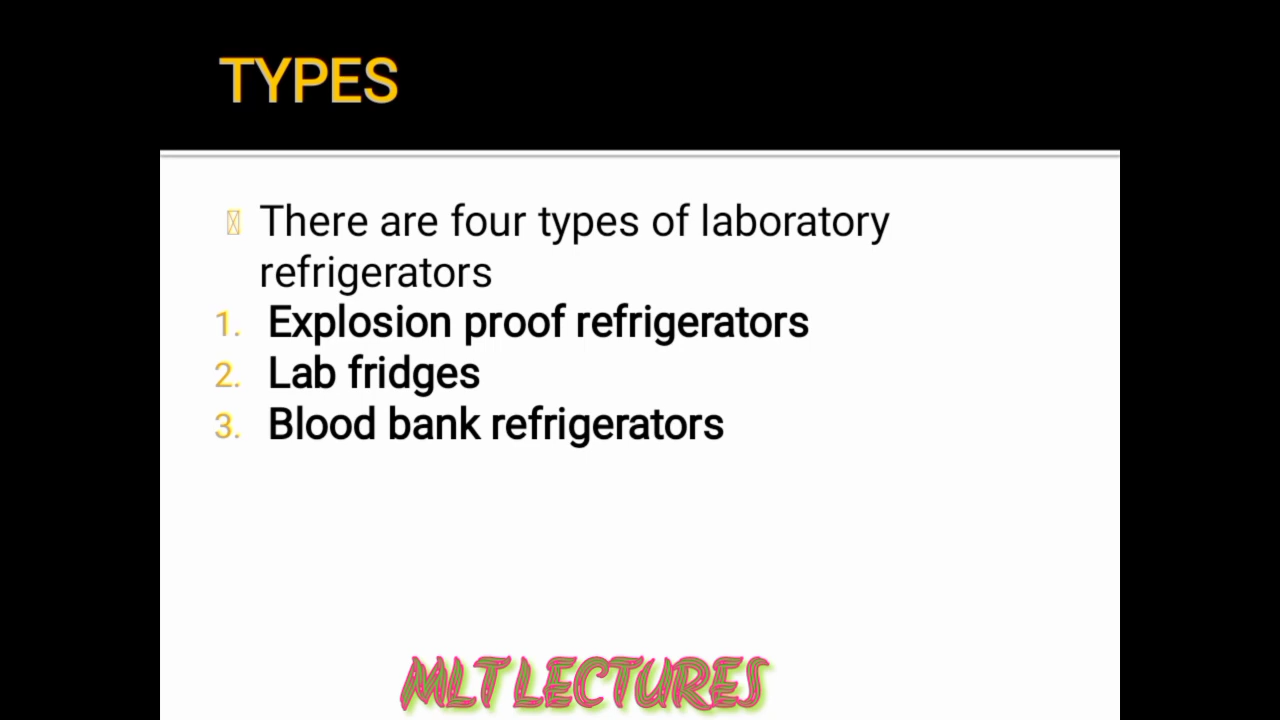 TYPES
There are four types of laboratory
refrigerators
1. Explosion proof refrigerators
2. Lab fridges
3. Blood bank refrigerators
MLT LECTURES